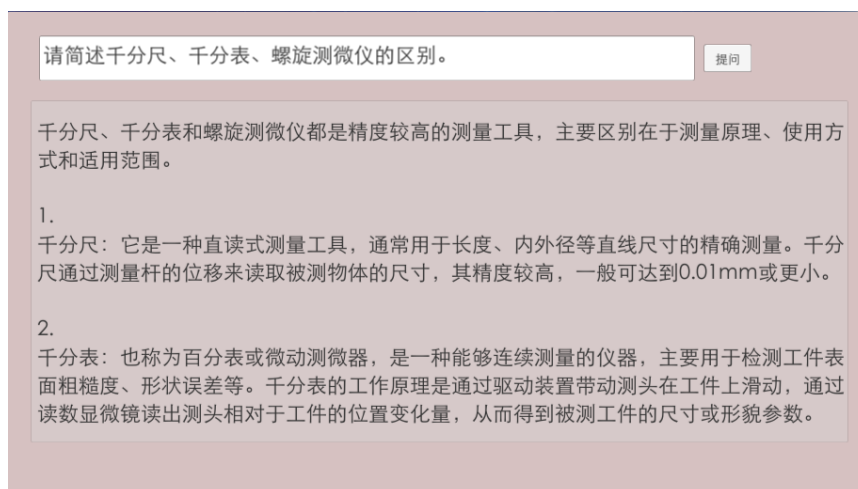 请简述千分尺、千分表、螺旋测微仪的区别。
提问
千分尺、千分表和螺旋测微仪都是精度较高的测量工具，主要区别在于测量原理、使用方
式和适用范围。
1.
千分尺：它是一种直读式测量工具，通常用于长度、内外径等直线尺寸的精确测量。千分
尺通过测量杆的位移来读取被测物体的尺寸，其精度较高，一般可达到0.01mm或更小。
2.
千分表：也称为百分表或微动测微器，是一种能够连续测量的仪器，主要用于检测工件表
面粗糙度、形状误差等。千分表的工作原理是通过驱动装置带动测头在工件上滑动，通过
读数显微镜读出测头相对于工件的位置变化量，从而得到被测工件的尺寸或形貌参数。